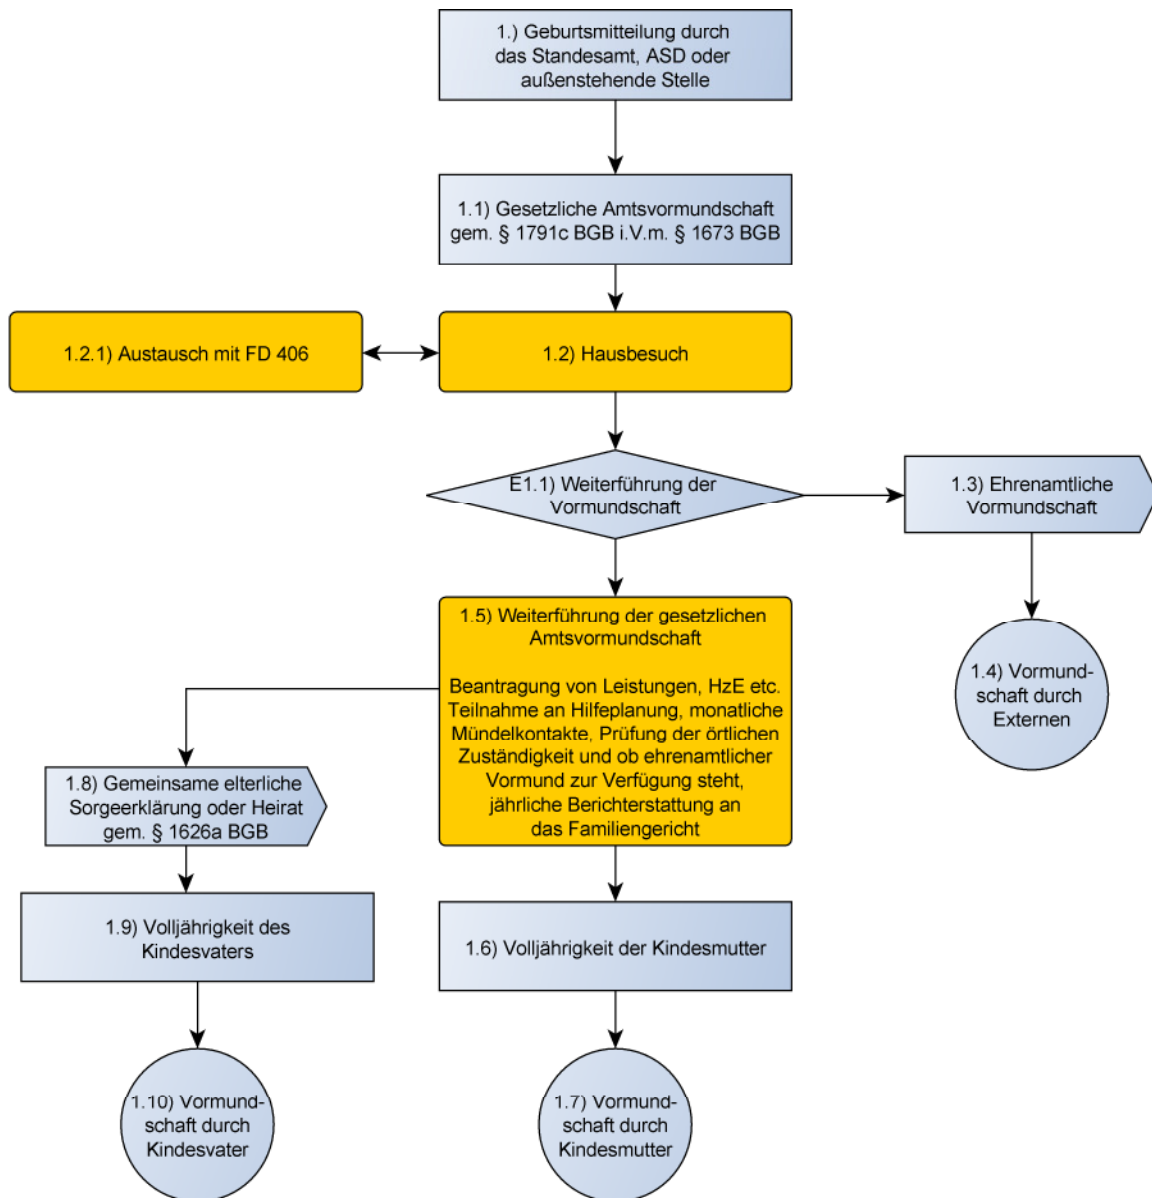 1.) Geburtsmitteilung durch
das Standesamt, ASD oder
außenstehende Stelle
1.1) Gesetzliche Amtsvormundschaft
gem. § 1791c BGB i.V.m. § 1673 BGB
1.2.1) Austausch mit FD 406
1.2) Hausbesuch
E1.1) Weiterführung der
Vormundschaft
1.3) Ehrenamtliche
Vormundschaft
1.5) Weiterführung der gesetzlichen
Amtsvormundschaft
Beantragung von Leistungen, HzE etc.
Teilnahme an Hilfeplanung, monatliche
Mündelkontakte, Prüfung der örtlichen
Zuständigkeit und ob ehrenamtlicher
Vormund zur Verfügung steht,
jährliche Berichterstattung an
das Familiengericht
1.4) Vormund-
schaft durch
Externen
1.8) Gemeinsame elterliche
Sorgeerklärung oder Heirat
gem. § 1626a BGB
1.9) Volljährigkeit des
Kindesvaters
1.6) Volljährigkeit der Kindesmutter
1.10) Vormund-
schaft durch
Kindesvater
1.7) Vormund-
schaft durch
Kindesmutter